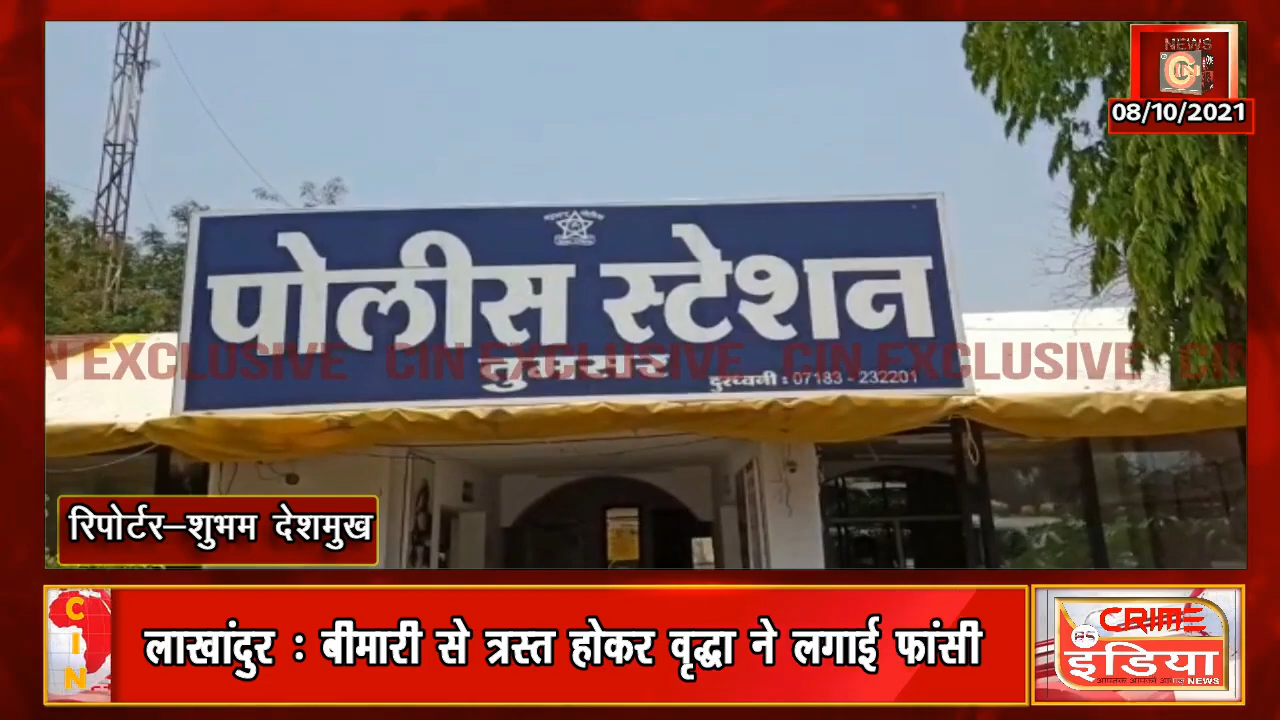 NEWS
CIN
08/10/2021
पोलीस स्टेशन
तुमसर
दुरध्वनी : 07183 - 232201
N EXCLUSIVE CIN EXCLUSIVE CIN EXCLUSIVE CIN
रिपोर्टर–शुभम देशमुख
CIN
लाखांदुर : बीमारी से त्रस्त होकर वृद्धा ने लगाई फांसी
CRIME
इंडिया
NEWS